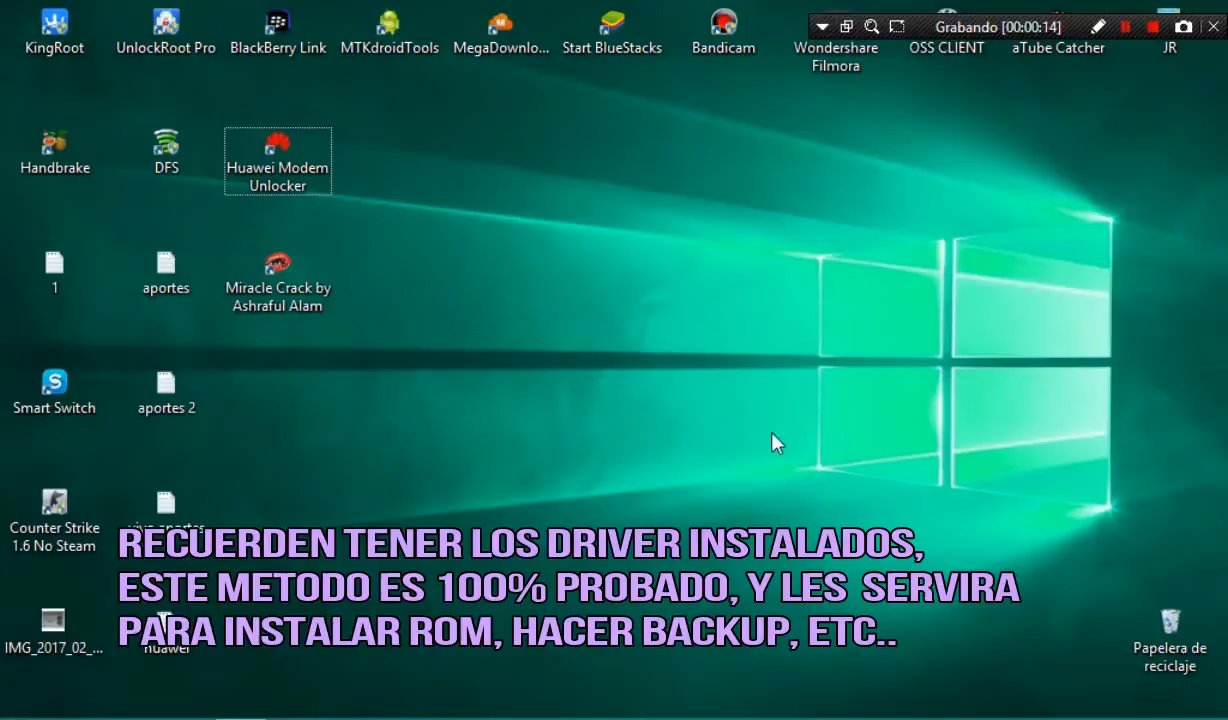 Grabando [00:00:14]
KingRoot
UnlockRoot Pro
BlackBerry Link
MTKdroidTools
MegaDownlo...
Start BlueStacks
Bandicam
Wondershare
Filmora
OSS CLIENT
aTube Catcher
JR
Handbrake
DFS
Huawei Modem
Unlocker
1
aportes
Miracle Crack by
Ashraful Alam
Smart Switch
aportes 2
Counter Strike
1.6 No Steam
vivo aportes
RECUERDEN TENER LOS DRIVER INSTALADOS,
ESTE METODO ES 100% PROBADO, Y LES SERVIRA
PARA INSTALAR ROM, HACER BACKUP, ETC..
IMG_2017_02_...
huawei
Papelera de
reciclaje